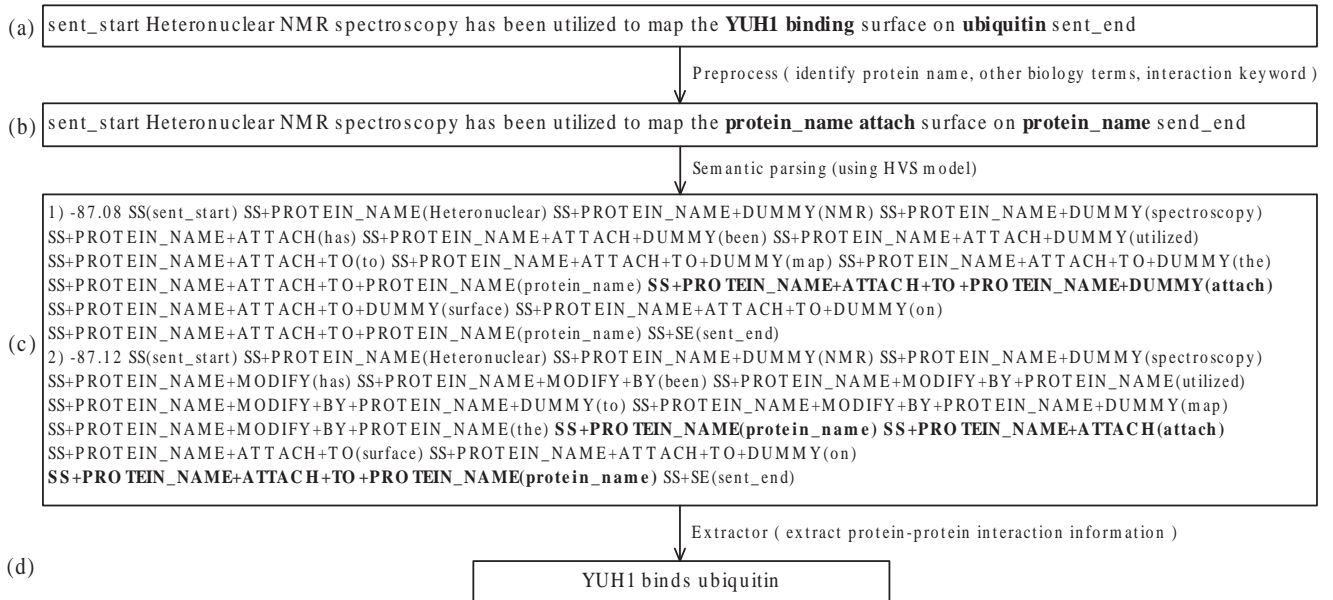 (a) sent_start Heteronuclear NMR spectroscopy has been utilized to map the YUH1 binding surface on ubiquitin sent_end
Preprocess ( identify protein name, other biology terms, interaction keyword )
(b) sent_start Heteronuclear NMR spectroscopy has been utilized to map the protein_name attach surface on protein_name send_end
Semantic parsing (using HVS model)
1) -87.08 SS(sent_start) SS+PROTEIN_NAME(Heteronuclear) SS+PROTEIN_NAME+DUMMY(NMR) SS+PROTEIN_NAME+DUMMY(spectroscopy)
SS+PROTEIN_NAME+ATTACH(has) SS+PROTEIN_NAME+ATTACH+DUMMY(been) SS+PROTEIN_NAME+ATTACH+DUMMY(utilized)
SS+PROTEIN_NAME+ATTACH+TO(to) SS+PROTEIN_NAME+ATTACH+TO+DUMMY(map) SS+PROTEIN_NAME+ATTACH+TO+DUMMY(the)
SS+PROTEIN_NAME+ATTACH+TO+PROTEIN_NAME(protein_name) SS+PROTEIN_NAME+ATTACH+TO+PROTEIN_NAME+DUMMY(attach)
SS+PROTEIN_NAME+ATTACH+TO+DUMMY(surface) SS+PROTEIN_NAME+ATTACH+TO+DUMMY(on)
SS+PROTEIN_NAME+ATTACH+TO+PROTEIN_NAME(protein_name) SS+SE(sent_end)
(c) 2) -87.12 SS(sent_start) SS+PROTEIN_NAME(Heteronuclear) SS+PROTEIN_NAME+DUMMY(NMR) SS+PROTEIN_NAME+DUMMY(spectroscopy)
SS+PROTEIN_NAME+MODIFY(has) SS+PROTEIN_NAME+MODIFY+BY(been) SS+PROTEIN_NAME+MODIFY+BY+PROTEIN_NAME(utilized)
SS+PROTEIN_NAME+MODIFY+BY+PROTEIN_NAME+DUMMY(to) SS+PROTEIN_NAME+MODIFY+BY+PROTEIN_NAME+DUMMY(map)
SS+PROTEIN_NAME+MODIFY+BY+PROTEIN_NAME(the) SS+PROTEIN_NAME(protein_name) SS+PROTEIN_NAME+ATTACH(attach)
SS+PROTEIN_NAME+ATTACH+TO(surface) SS+PROTEIN_NAME+ATTACH+TO+DUMMY(on)
SS+PROTEIN_NAME+ATTACH+TO+PROTEIN_NAME(protein_name) SS+SE(sent_end)
Extractor ( extract protein-protein interaction information )
(d) YUH1 binds ubiquitin